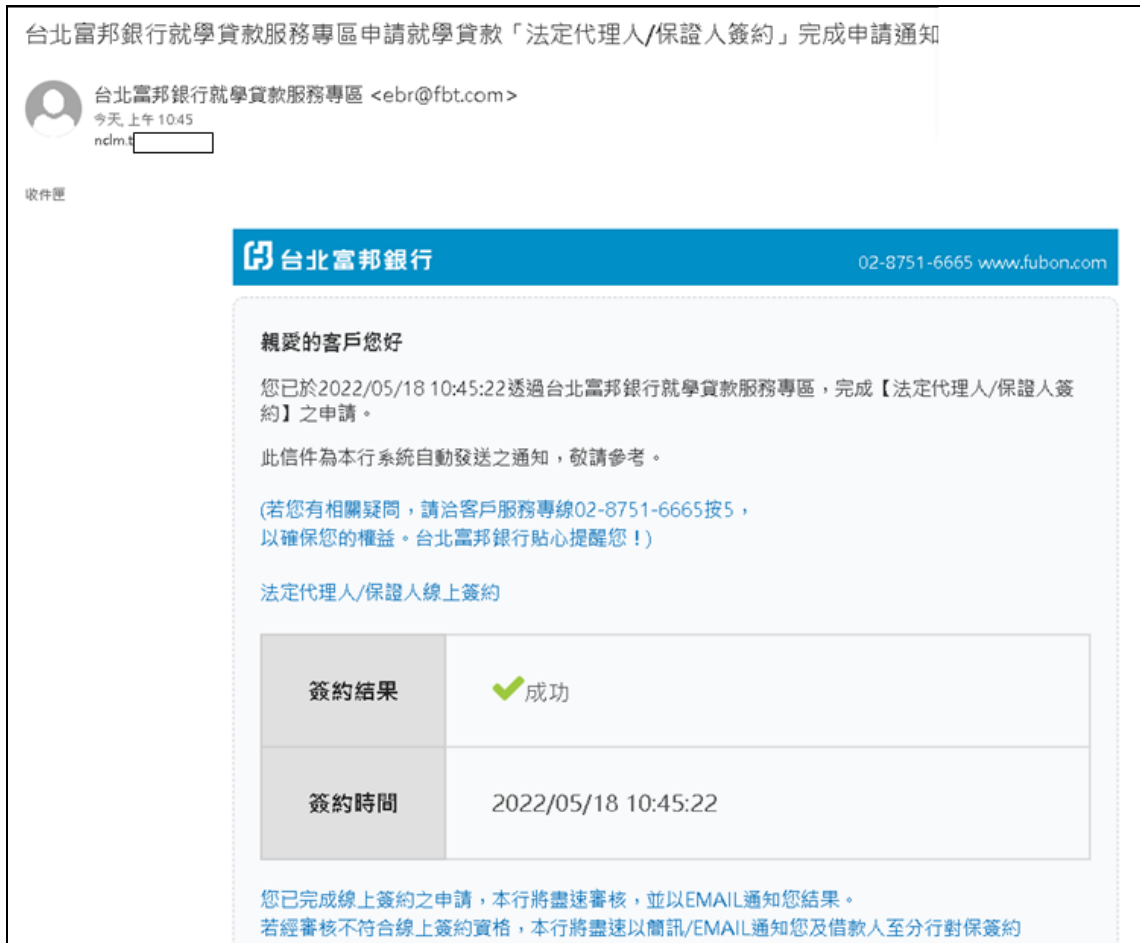 台北富邦銀行就學貸款服務專區申請就學貸款「法定代理人/保證人簽約」完成申請通知
台北富邦銀行就學貸款服務專區 <ebr@fbt.com>
今天, 上午 10:45
nclm.t
收件匣
台北富邦銀行
02-8751-6665 www.fubon.com
親愛的客戶您好
您已於2022/05/18 10:45:22透過台北富邦銀行就學貸款服務專區，完成【法定代理人/保證人簽
約】之申請。
此信件為本行系統自動發送之通知，敬請參考。
(若您有相關疑問，請洽客戶服務專線02-8751-6665按5，
以確保您的權益。台北富邦銀行貼心提醒您！)
法定代理人/保證人線上簽約
簽約結果
成功
簽約時間
2022/05/18 10:45:22
您已完成線上簽約之申請，本行將盡速審核，並以EMAIL通知您結果。
若經審核不符合線上簽約資格，本行將盡速以簡訊/EMAIL通知您及借款人至分行對保簽約